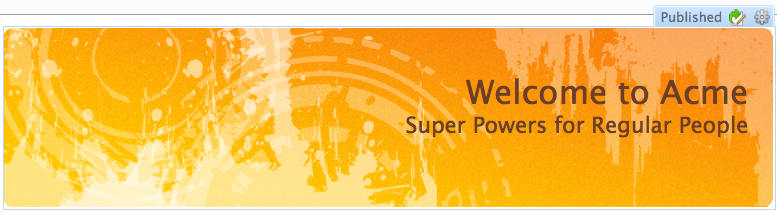 Published
Welcome to Acme
Super Powers for Regular People